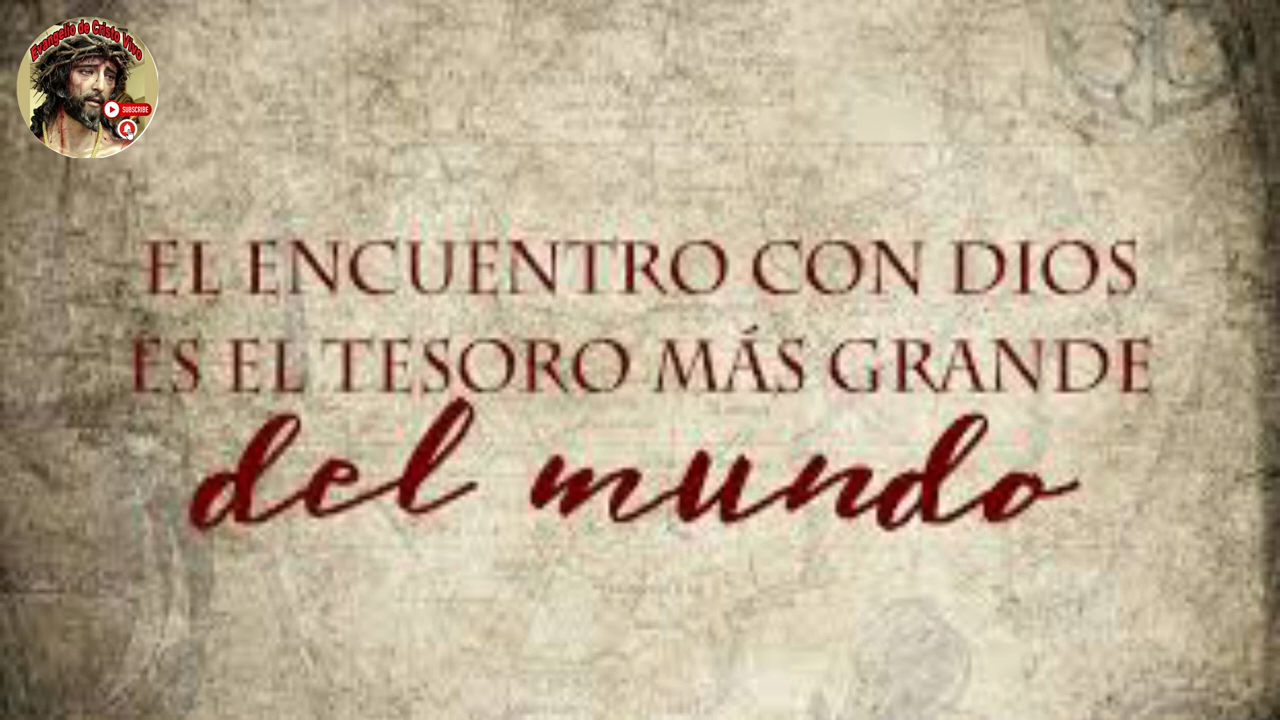 Evangelio de Cristo Vivo
SUBSCRIBE
EL ENCUENTRO CON DIOS
ES EL TESORO MÁS GRANDE
del mundo